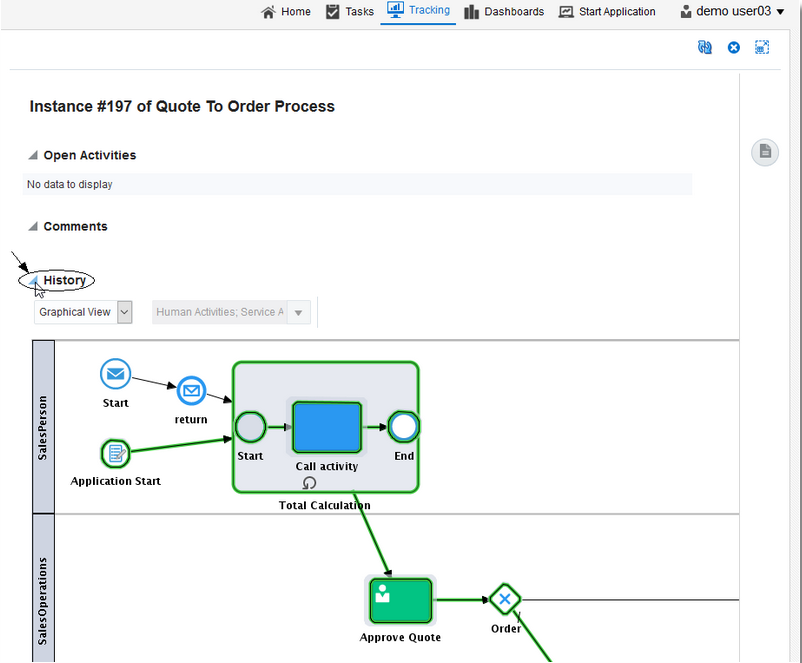 Home Tasks Tracking Dashboards Start Application demo user03
Instance #197 of Quote To Order Process
Open Activities
No data to display
Comments
History
Graphical View Human Activities; Service A
SalesPerson
Start
return
Application Start
Start
Call activity
End
Total Calculation
SalesOperations
Approve Quote
Order